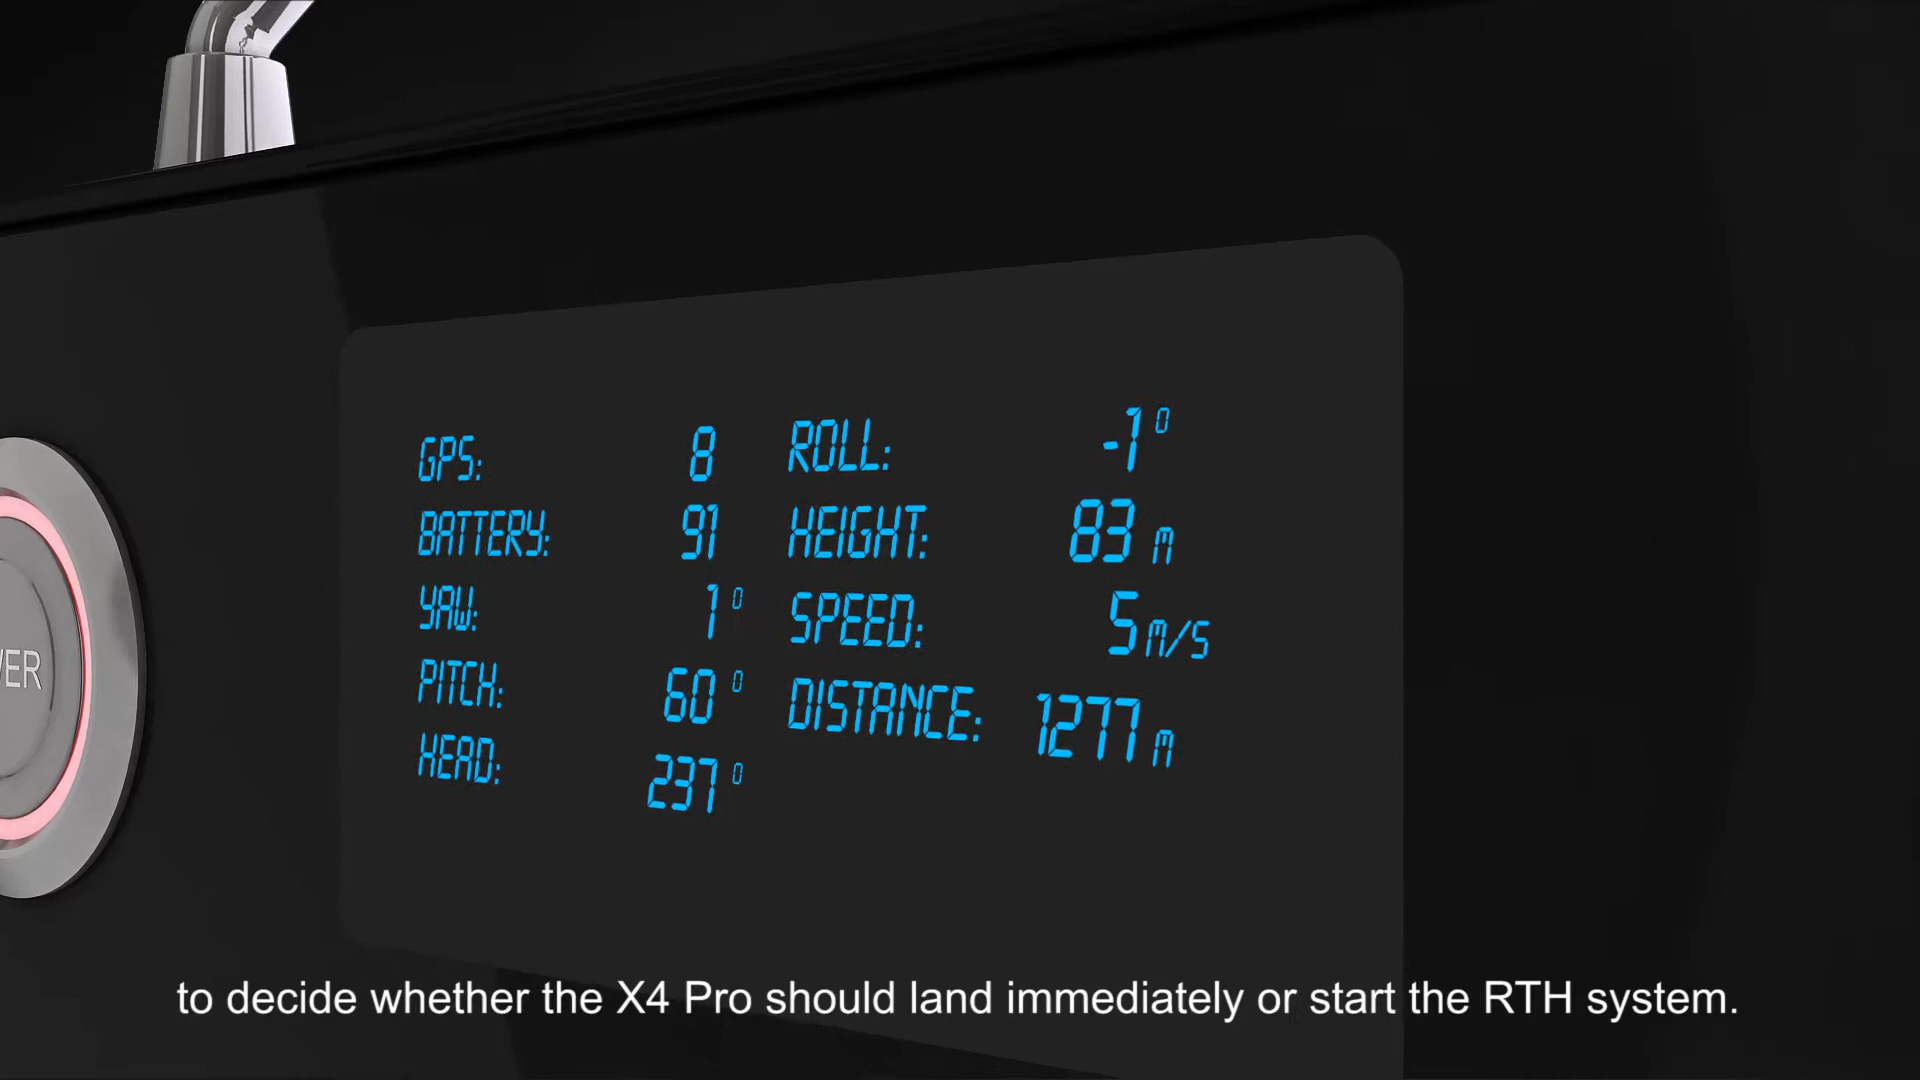 GPS: 8
BATTERY: 91
YAW: 1°
PITCH: 60°
HEAD: 237°
ROLL: -1°
HEIGHT: 83 m
SPEED: 5 m/s
DISTANCE: 1277 m
to decide whether the X4 Pro should land immediately or start the RTH system.